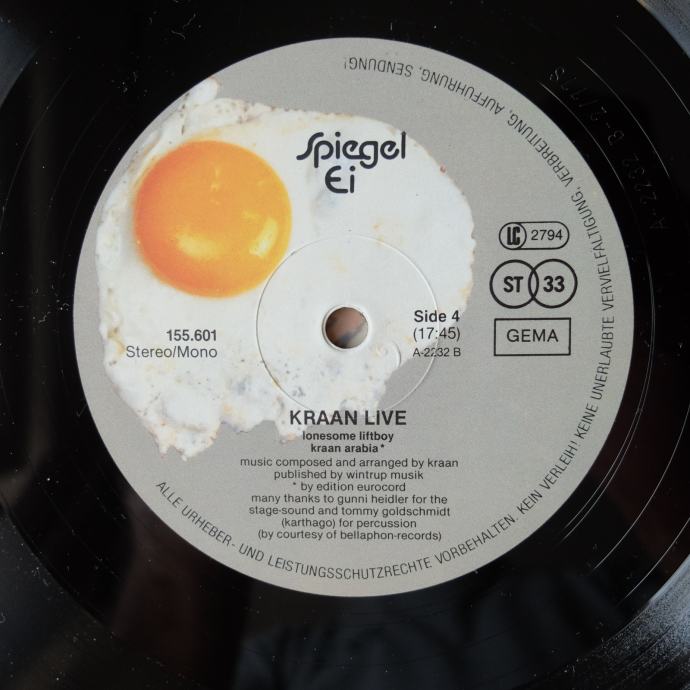 Spiegel
Ei
LC 2794
ST 33
GEMA
155.601
Stereo/Mono
Side 4
(17:45)
A-2232 B
KRAAN LIVE
lonesome liftboy
kraan arabia*
music composed and arranged by kraan
published by wintrup musik
* by edition eurocord
many thanks to gunni heidler for the
stage-sound and tommy goldschmidt
(karthago) for percussion
(by courtesy of bellaphon-records)
ALLE URHEBER- UND LEISTUNGSSCHUTZRECHTE VORBEHALTEN. KEIN VERLEIH! KEINE UNERLAUBTE VERVIELFÄLTIGUNG, VERBREITUNG, AUFFÜHRUNG, SENDUNG!
A-2232 B-2/77S